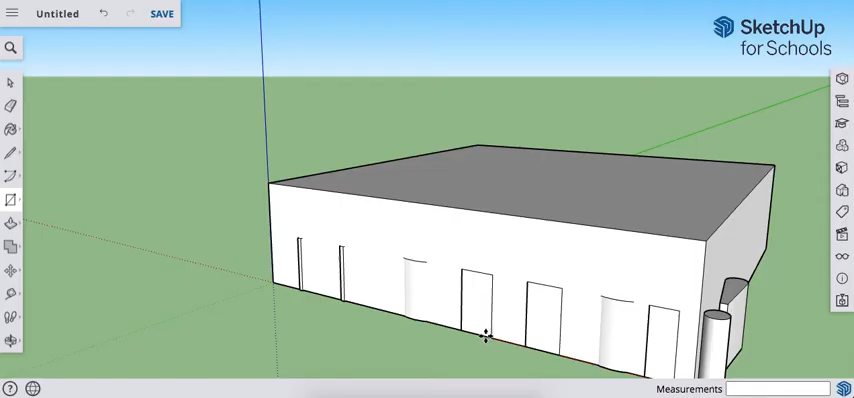 Untitled
SAVE
SketchUp
for Schools
Measurements